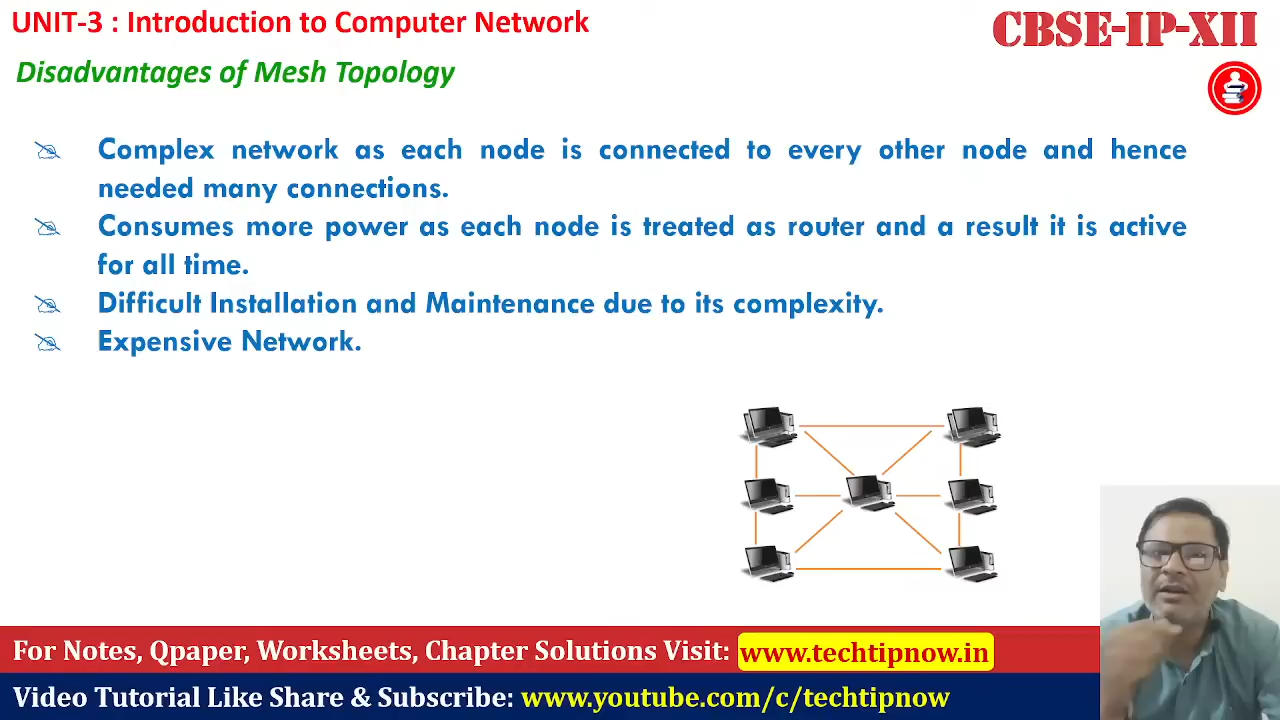 UNIT-3 : Introduction to Computer Network
CBSE-IP-XII
Disadvantages of Mesh Topology
Complex network as each node is connected to every other node and hence
needed many connections.
Consumes more power as each node is treated as router and a result it is active
for all time.
Difficult Installation and Maintenance due to its complexity.
Expensive Network.
For Notes, Qpaper, Worksheets, Chapter Solutions Visit: www.techtipnow.in
Video Tutorial Like Share & Subscribe: www.youtube.com/c/techtipnow